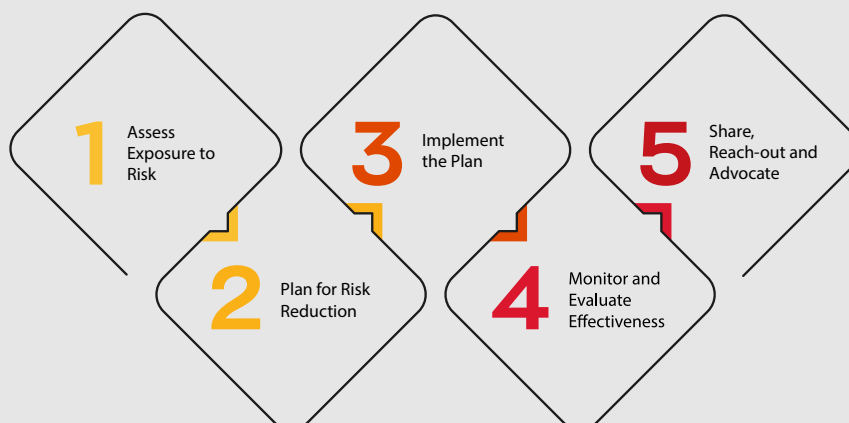 1
Assess
Exposure to
Risk
2
Plan for Risk
Reduction
3
Implement
the Plan
4
Monitor and
Evaluate
Effectiveness
5
Share,
Reach-out and
Advocate